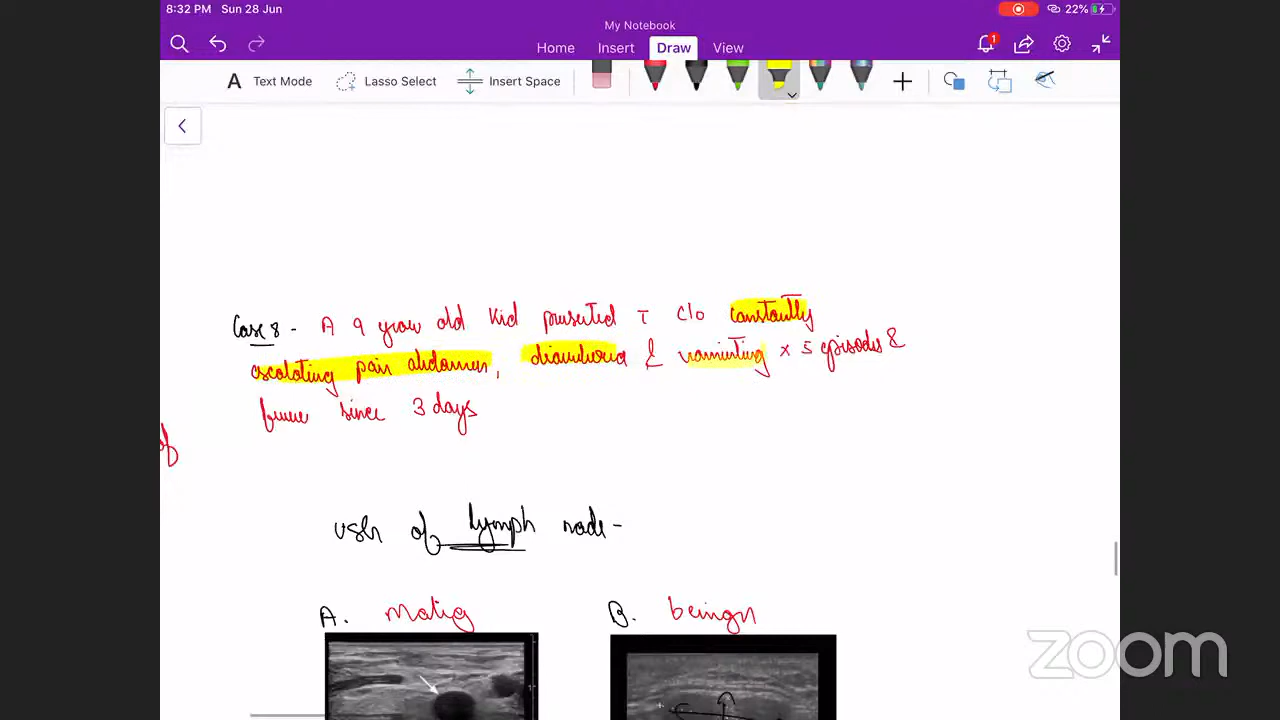 8:32 PM Sun 28 Jun
22%
My Notebook
Home Insert Draw View
1
A Text Mode Lasso Select Insert Space
Case 8 - A 9 year old kid presented c̄ c/o constantly
escalating pain abdomen, diarrhoea & vomiting x 5 episodes &
fever since 3 days
of
USG of lymph node -
A. Malig B. benign
zoom